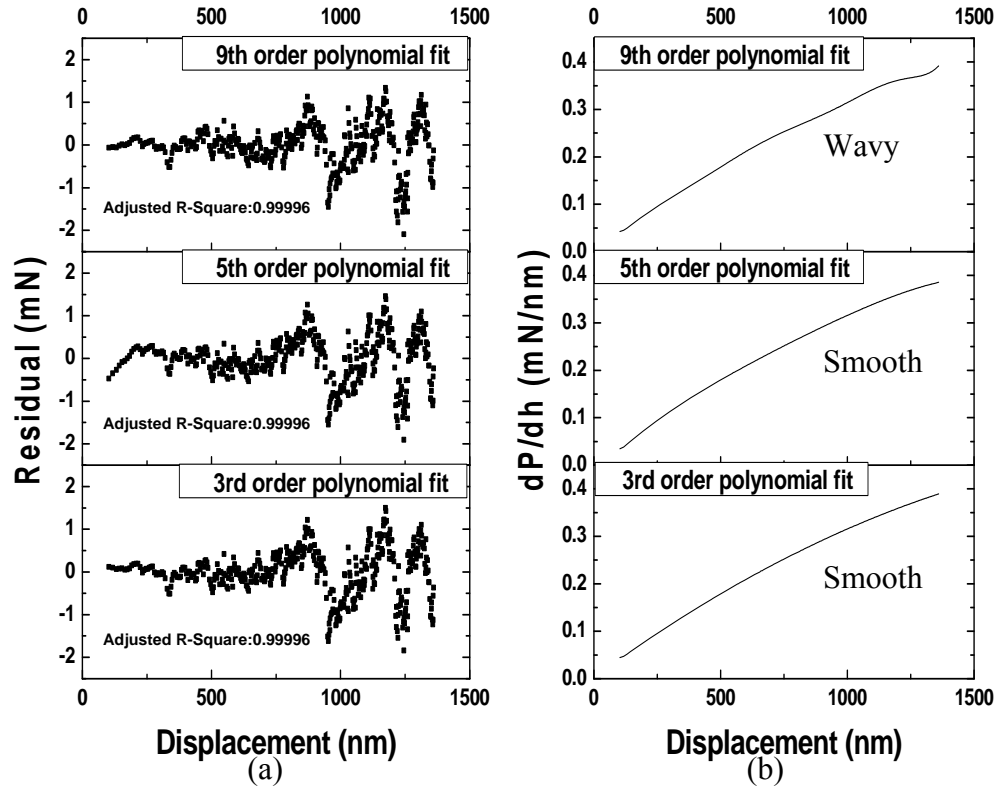 0 500 1000 1500
0 500 1000 1500
9th order polynomial fit
2
1
0
-1
-2
Adjusted R-Square:0.99996
5th order polynomial fit
2
1
0
-1
-2
Adjusted R-Square:0.99996
3rd order polynomial fit
2
1
0
-1
-2
Adjusted R-Square:0.99996
Residual (mN)
0 500 1000 1500
Displacement (nm)
(a)
9th order polynomial fit
0.4
0.3
0.2
0.1
0.0
Wavy
5th order polynomial fit
0.4
0.3
0.2
0.1
0.0
Smooth
3rd order polynomial fit
0.4
0.3
0.2
0.1
0.0
Smooth
dP/dh (mN/nm)
0 500 1000 1500
Displacement (nm)
(b)